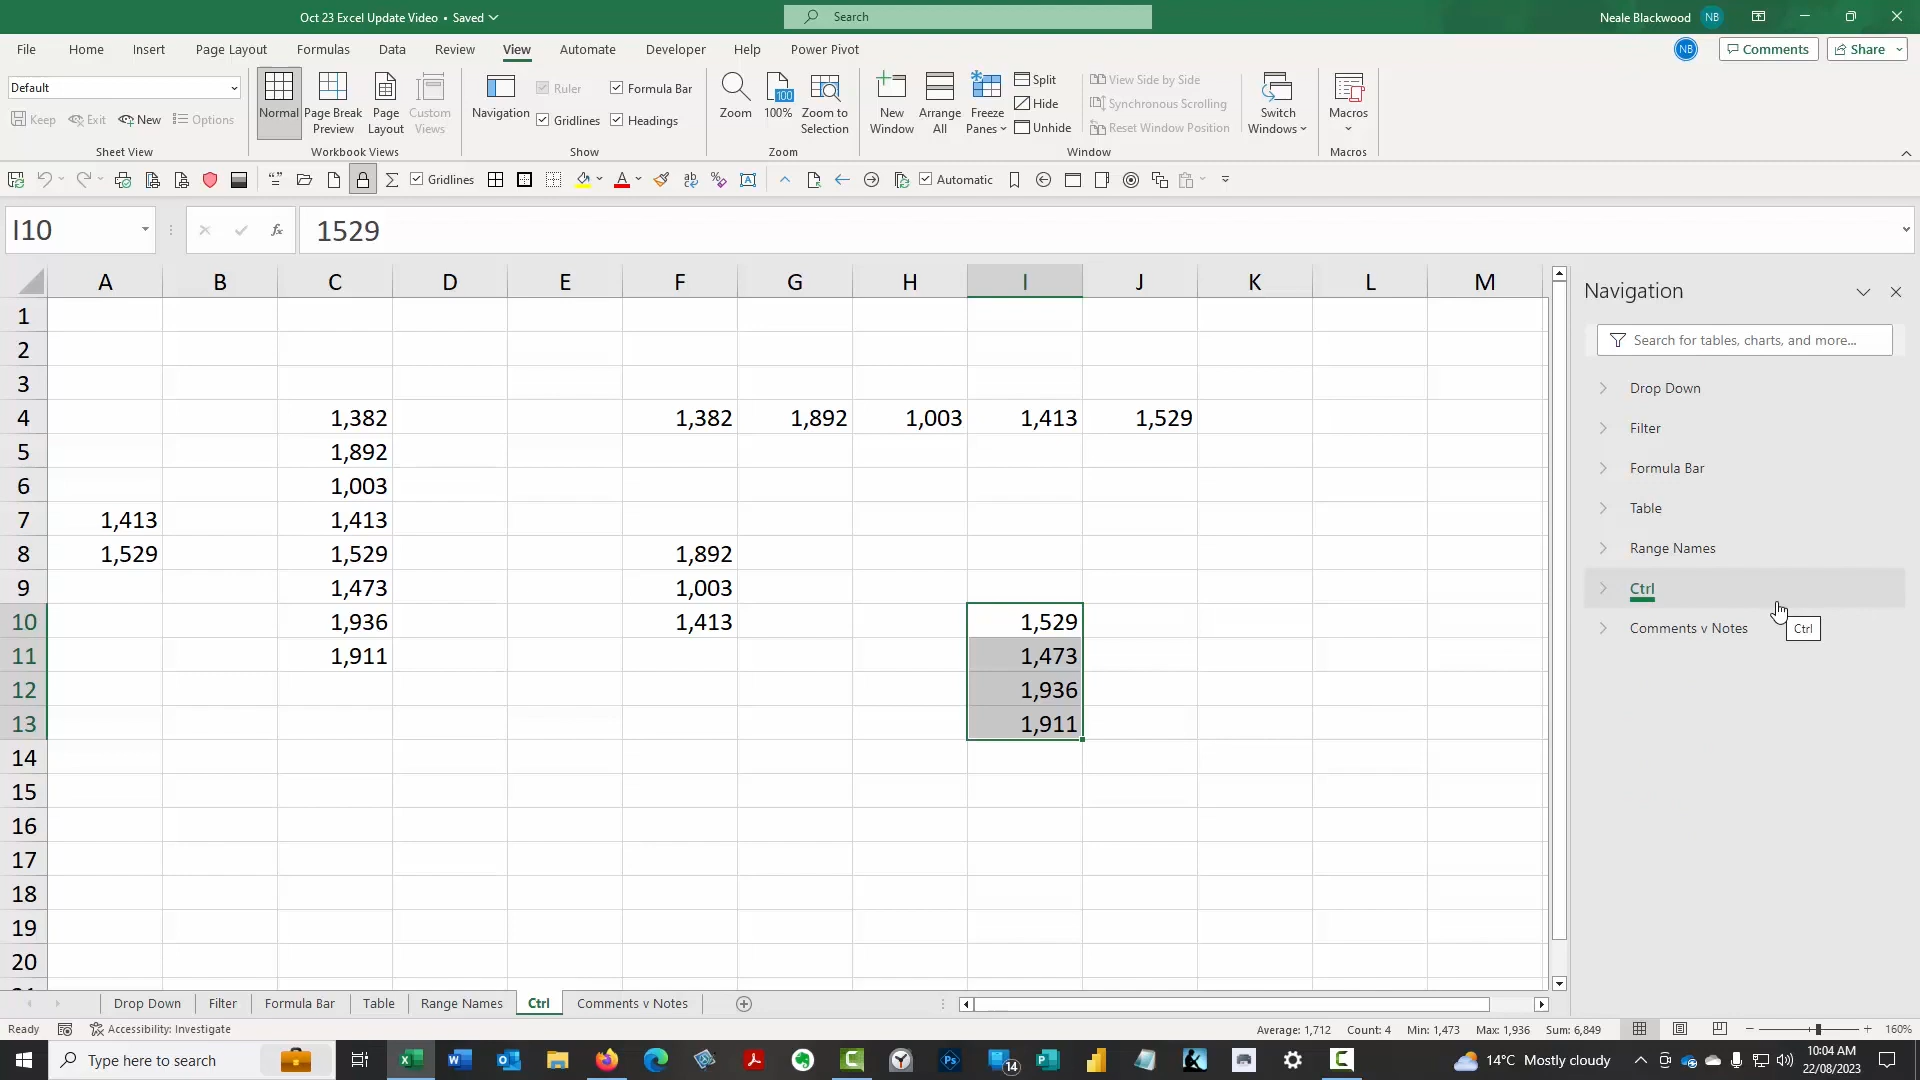 Oct 23 Excel Update Video • Saved
Search
Neale Blackwood NB
File Home Insert Page Layout Formulas Data Review View Automate Developer Help Power Pivot
NB Comments Share
Default
Keep Exit New Options
Sheet View
Normal
Page Break Preview
Page Layout
Custom Views
Workbook Views
Navigation
Ruler
Formula Bar
Gridlines
Headings
Show
Zoom
100
100%
Zoom to Selection
Zoom
New Window
Arrange All
Freeze Panes
Split
Hide
Unhide
View Side by Side
Synchronous Scrolling
Reset Window Position
Switch Windows
Window
Macros
Macros
Gridlines
Automatic
I10
fx
1529
A B C D E F G H I J K L M
1
2
3
4 1,382 1,382 1,892 1,003 1,413 1,529
5 1,892
6 1,003
7 1,413 1,413
8 1,529 1,529 1,892
9 1,473 1,003
10 1,936 1,413 1,529
11 1,911 1,473
12 1,936
13 1,911
14
15
16
17
18
19
20
Navigation
Search for tables, charts, and more...
Drop Down
Filter
Formula Bar
Table
Range Names
Ctrl
Comments v Notes
Ctrl
Drop Down Filter Formula Bar Table Range Names Ctrl Comments v Notes
Ready Accessibility: Investigate Average: 1,712 Count: 4 Min: 1,473 Max: 1,936 Sum: 6,849 160%
Type here to search
14
14°C Mostly cloudy
10:04 AM
22/08/2023